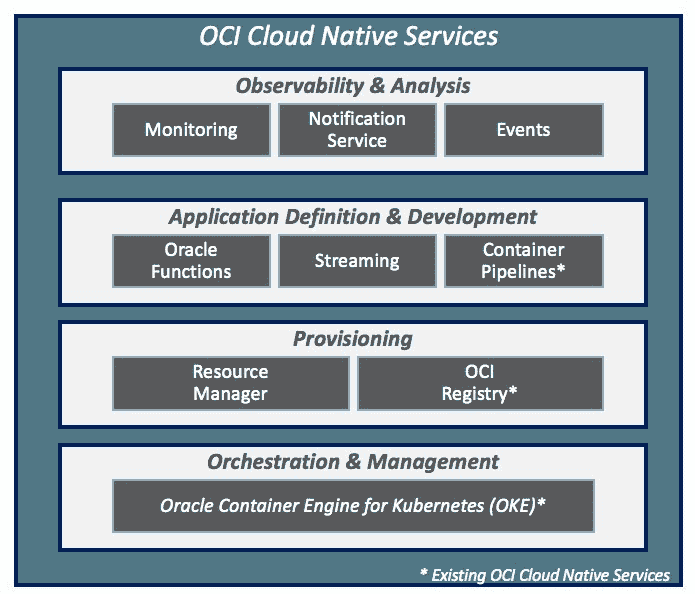 OCI Cloud Native Services
Observability & Analysis
Monitoring
Notification
Service
Events
Application Definition & Development
Oracle
Functions
Streaming
Container
Pipelines*
Provisioning
Resource
Manager
OCI
Registry*
Orchestration & Management
Oracle Container Engine for Kubernetes (OKE)*
* Existing OCI Cloud Native Services